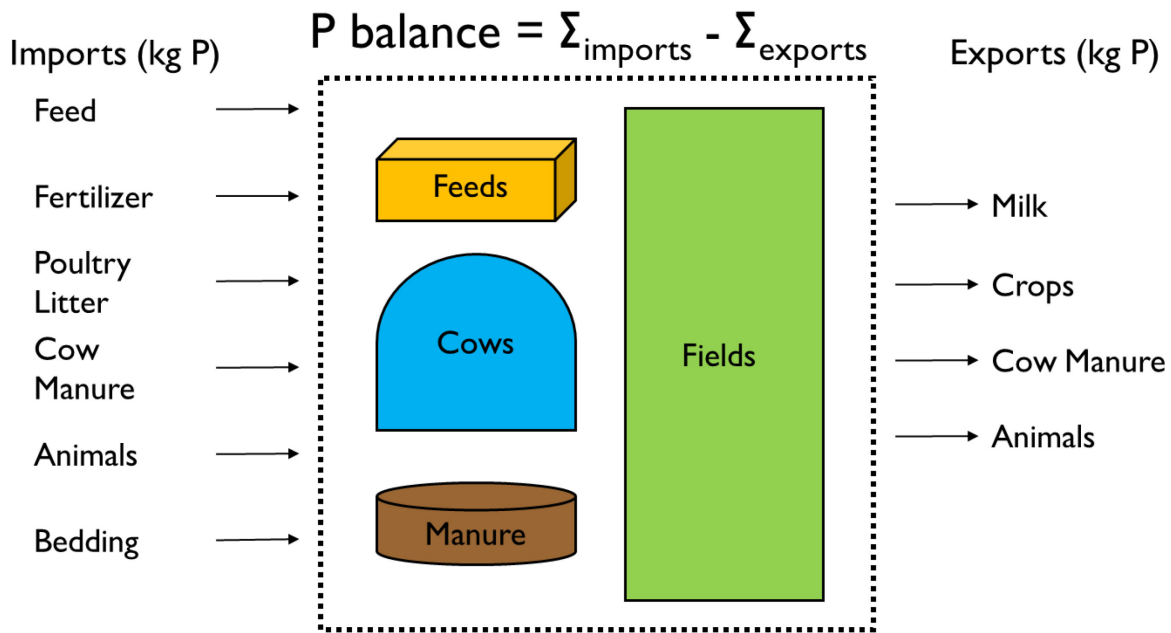 P balance = Σimports - Σexports
Imports (kg P)
Exports (kg P)
Feed
Fertilizer
Poultry
Litter
Cow
Manure
Animals
Bedding
Feeds
Cows
Manure
Fields
Milk
Crops
Cow Manure
Animals